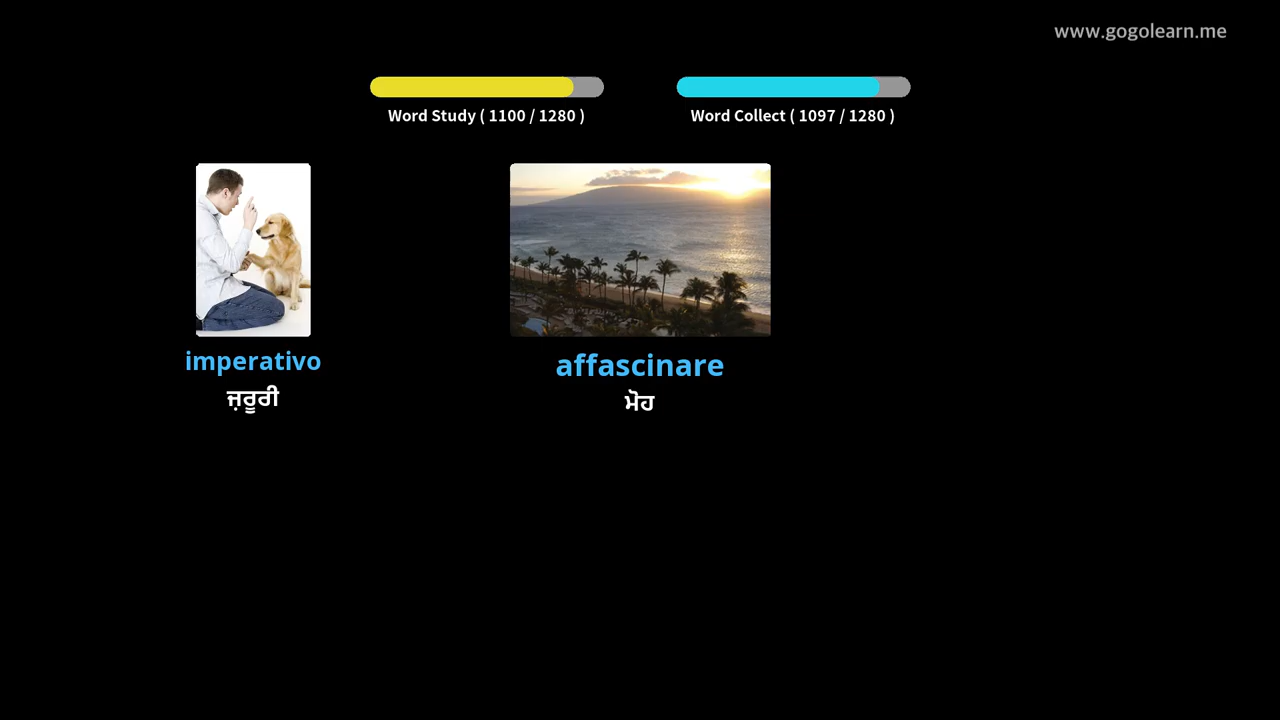 www.gogolearn.me
Word Study ( 1100 / 1280 )
Word Collect ( 1097 / 1280 )
imperativo
ਜ਼ਰੂਰੀ
affascinare
ਮੋਹ